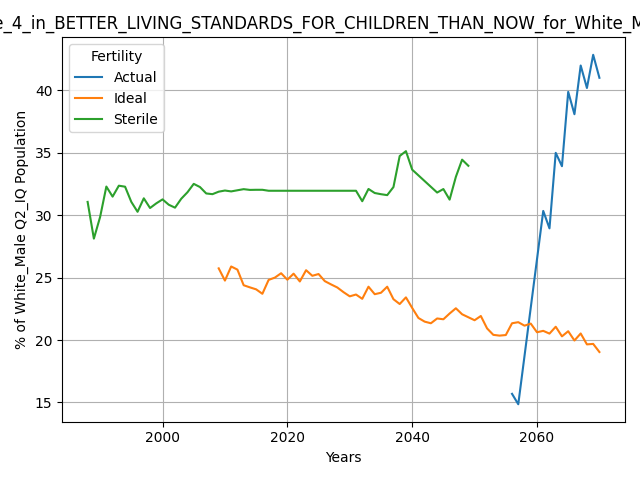 e_4_in_BETTER_LIVING_STANDARDS_FOR_CHILDREN_THAN_NOW_for_White_M
Fertility
Actual
Ideal
Sterile
% of White_Male Q2_IQ Population
40
35
30
25
20
15
2000
2020
2040
2060
Years